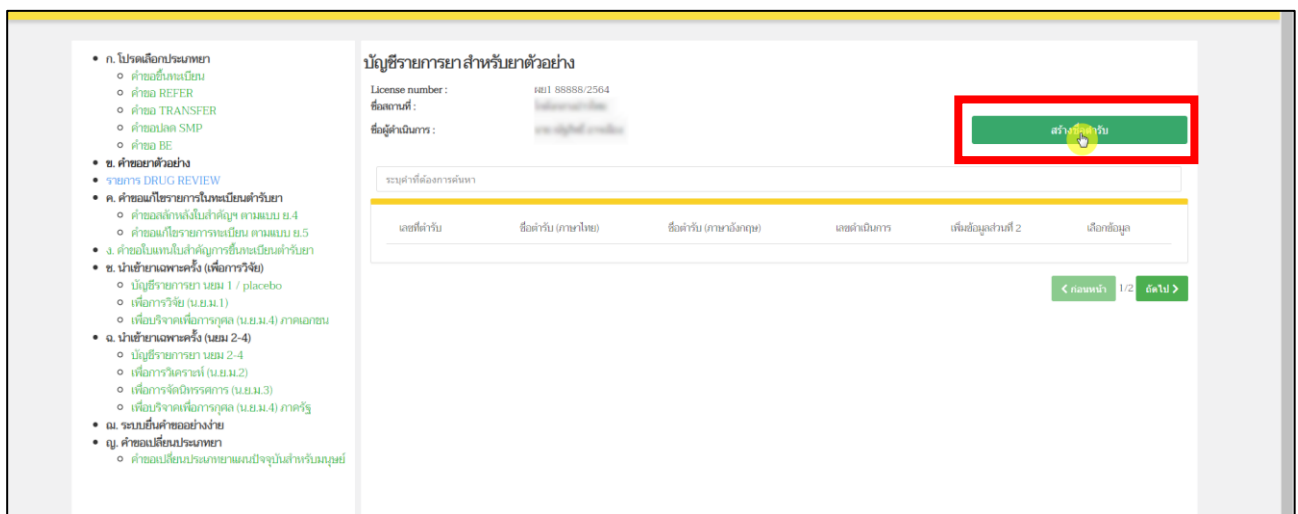 ก. โปรดเลือกประเภทยา
คำขอขึ้นทะเบียน
คำขอ REFER
คำขอ TRANSFER
คำขอปลด SMP
คำขอ BE
ข. คำขอยาตัวอย่าง
รายการ DRUG REVIEW
ค. คำขอแก้ไขรายการในทะเบียนตำรับยา
คำขอสลักหลังใบสำคัญฯ ตามแบบ ย.4
คำขอแก้ไขรายการทะเบียน ตามแบบ ย.5
ง. คำขอใบแทนใบสำคัญการขึ้นทะเบียนตำรับยา
ช. นำเข้ายาเฉพาะครั้ง (เพื่อการวิจัย)
บัญชีรายการยา นยม 1 / placebo
เพื่อการวิจัย (น.ย.ม.1)
เพื่อบริจาคเพื่อการกุศล (น.ย.ม.4) ภาคเอกชน
ฉ. นำเข้ายาเฉพาะครั้ง (นยม 2-4)
บัญชีรายการยา นยม 2-4
เพื่อการวิเคราะห์ (น.ย.ม.2)
เพื่อการจัดนิทรรศการ (น.ย.ม.3)
เพื่อบริจาคเพื่อการกุศล (น.ย.ม.4) ภาครัฐ
ฌ. ระบบยื่นคำขออย่างง่าย
ญ. คำขอเปลี่ยนประเภทยา
คำขอเปลี่ยนประเภทยาแผนปัจจุบันสำหรับมนุษย์
บัญชีรายการยา สำหรับยาตัวอย่าง
License number : ผย1 88888/2564
ชื่อสถานที่ :
ชื่อผู้ดำเนินการ :
สร้างชื่อตำรับ
ระบุคำที่ต้องการค้นหา
เลขที่ตำรับ ชื่อตำรับ (ภาษาไทย) ชื่อตำรับ (ภาษาอังกฤษ) เลขดำเนินการ เพิ่มข้อมูลส่วนที่ 2 เลือกข้อมูล
ก่อนหน้า 1/2 ถัดไป